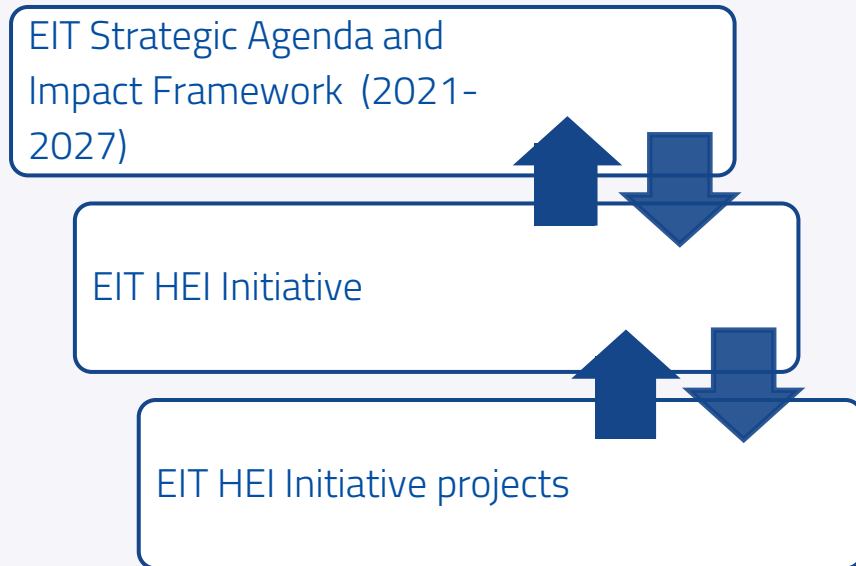 EIT Strategic Agenda and
Impact Framework  (2021-
2027)
EIT HEI Initiative
EIT HEI Initiative projects